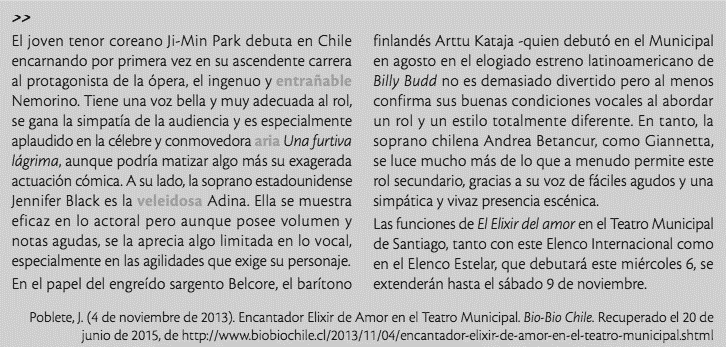 >>
El joven tenor coreano Ji-Min Park debuta en Chile
encarnando por primera vez en su ascendente carrera
al protagonista de la ópera, el ingenuo y entrañable
Nemorino. Tiene una voz bella y muy adecuada al rol,
se gana la simpatía de la audiencia y es especialmente
aplaudido en la célebre y conmovedora aria Una furtiva
lágrima, aunque podría matizar algo más su exagerada
actuación cómica. A su lado, la soprano estadounidense
Jennifer Black es la veleidosa Adina. Ella se muestra
eficaz en lo actoral pero aunque posee volumen y
notas agudas, se la aprecia algo limitada en lo vocal,
especialmente en las agilidades que exige su personaje.
En el papel del engreído sargento Belcore, el barítono
finlandés Arttu Kataja -quien debutó en el Municipal
en agosto en el elogiado estreno latinoamericano de
Billy Budd no es demasiado divertido pero al menos
confirma sus buenas condiciones vocales al abordar
un rol y un estilo totalmente diferente. En tanto, la
soprano chilena Andrea Betancur, como Giannetta,
se luce mucho más de lo que a menudo permite este
rol secundario, gracias a su voz de fáciles agudos y una
simpática y vivaz presencia escénica.
Las funciones de El Elixir del amor en el Teatro Municipal
de Santiago, tanto con este Elenco Internacional como
en el Elenco Estelar, que debutará este miércoles 6, se
extenderán hasta el sábado 9 de noviembre.
Poblete, J. (4 de noviembre de 2013). Encantador Elixir de Amor en el Teatro Municipal. Bio-Bio Chile. Recuperado el 20 de
junio de 2015, de http://www.biobiochile.cl/2013/11/04/encantador-elixir-de-amor-en-el-teatro-municipal.shtml